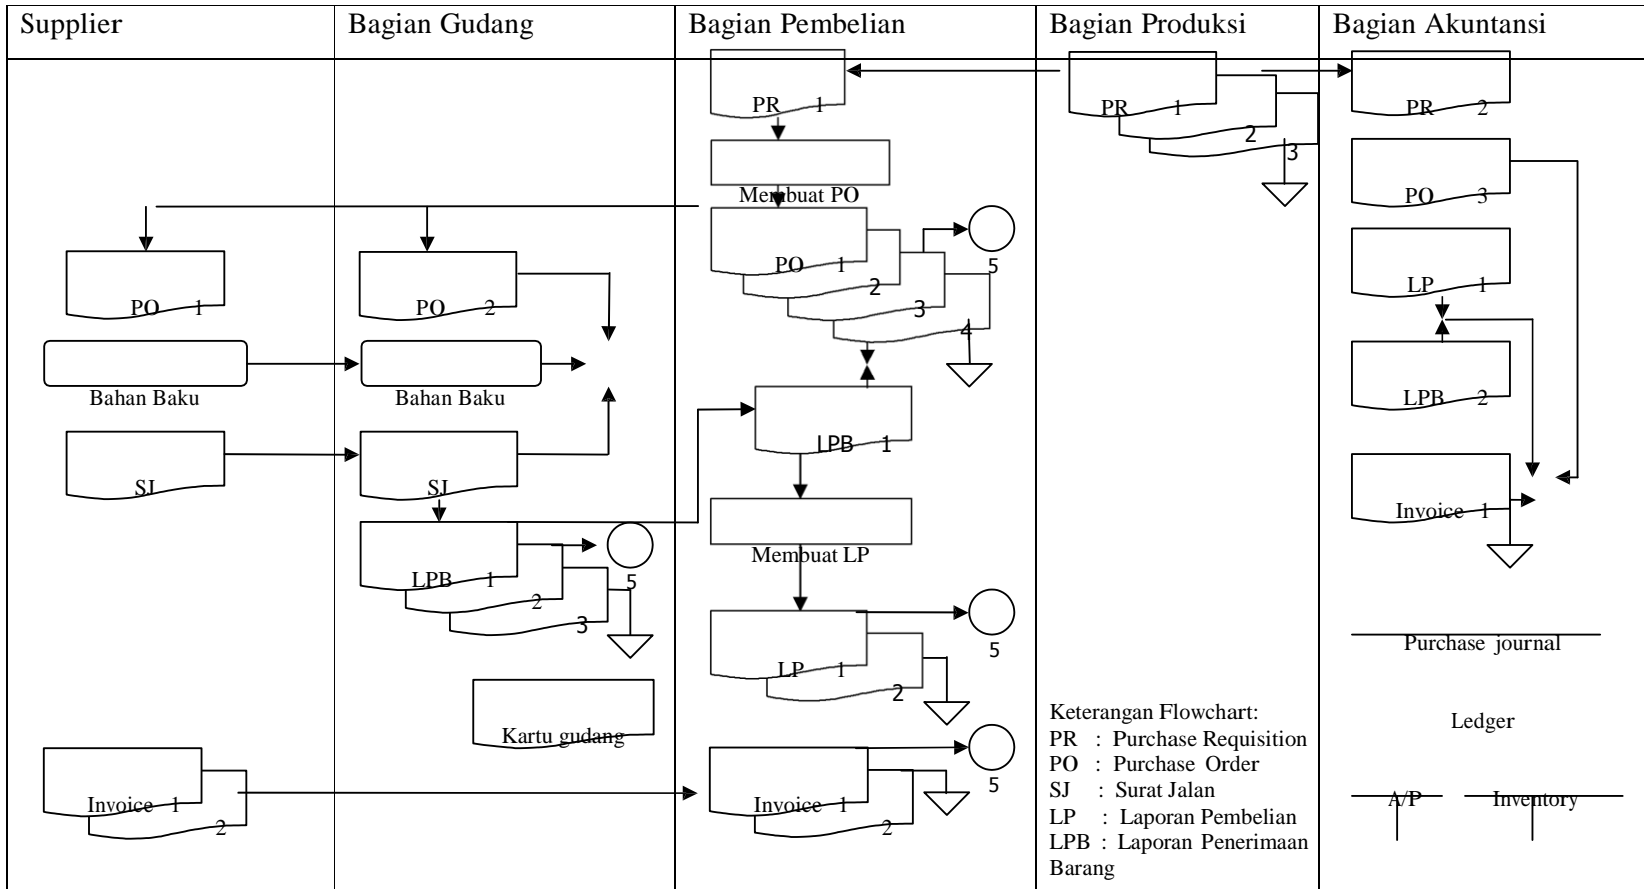 Supplier
Bagian Gudang
Bagian Pembelian
Bagian Produksi
Bagian Akuntansi
PO 1
Bahan Baku
SJ
Invoice 1
2
PO 2
Bahan Baku
SJ
LPB 1
2
3
5
Kartu gudang
PR 1
Membuat PO
PO 1
2
3
4
5
LPB 1
Membuat LP
LP 1
2
5
Invoice 1
2
5
PR 1
2
3
Keterangan Flowchart:
PR : Purchase Requisition
PO : Purchase Order
SJ : Surat Jalan
LP : Laporan Pembelian
LPB : Laporan Penerimaan
Barang
PR 2
PO 3
LP 1
LPB 2
Invoice 1
Purchase journal
Ledger
A/P
Inventory